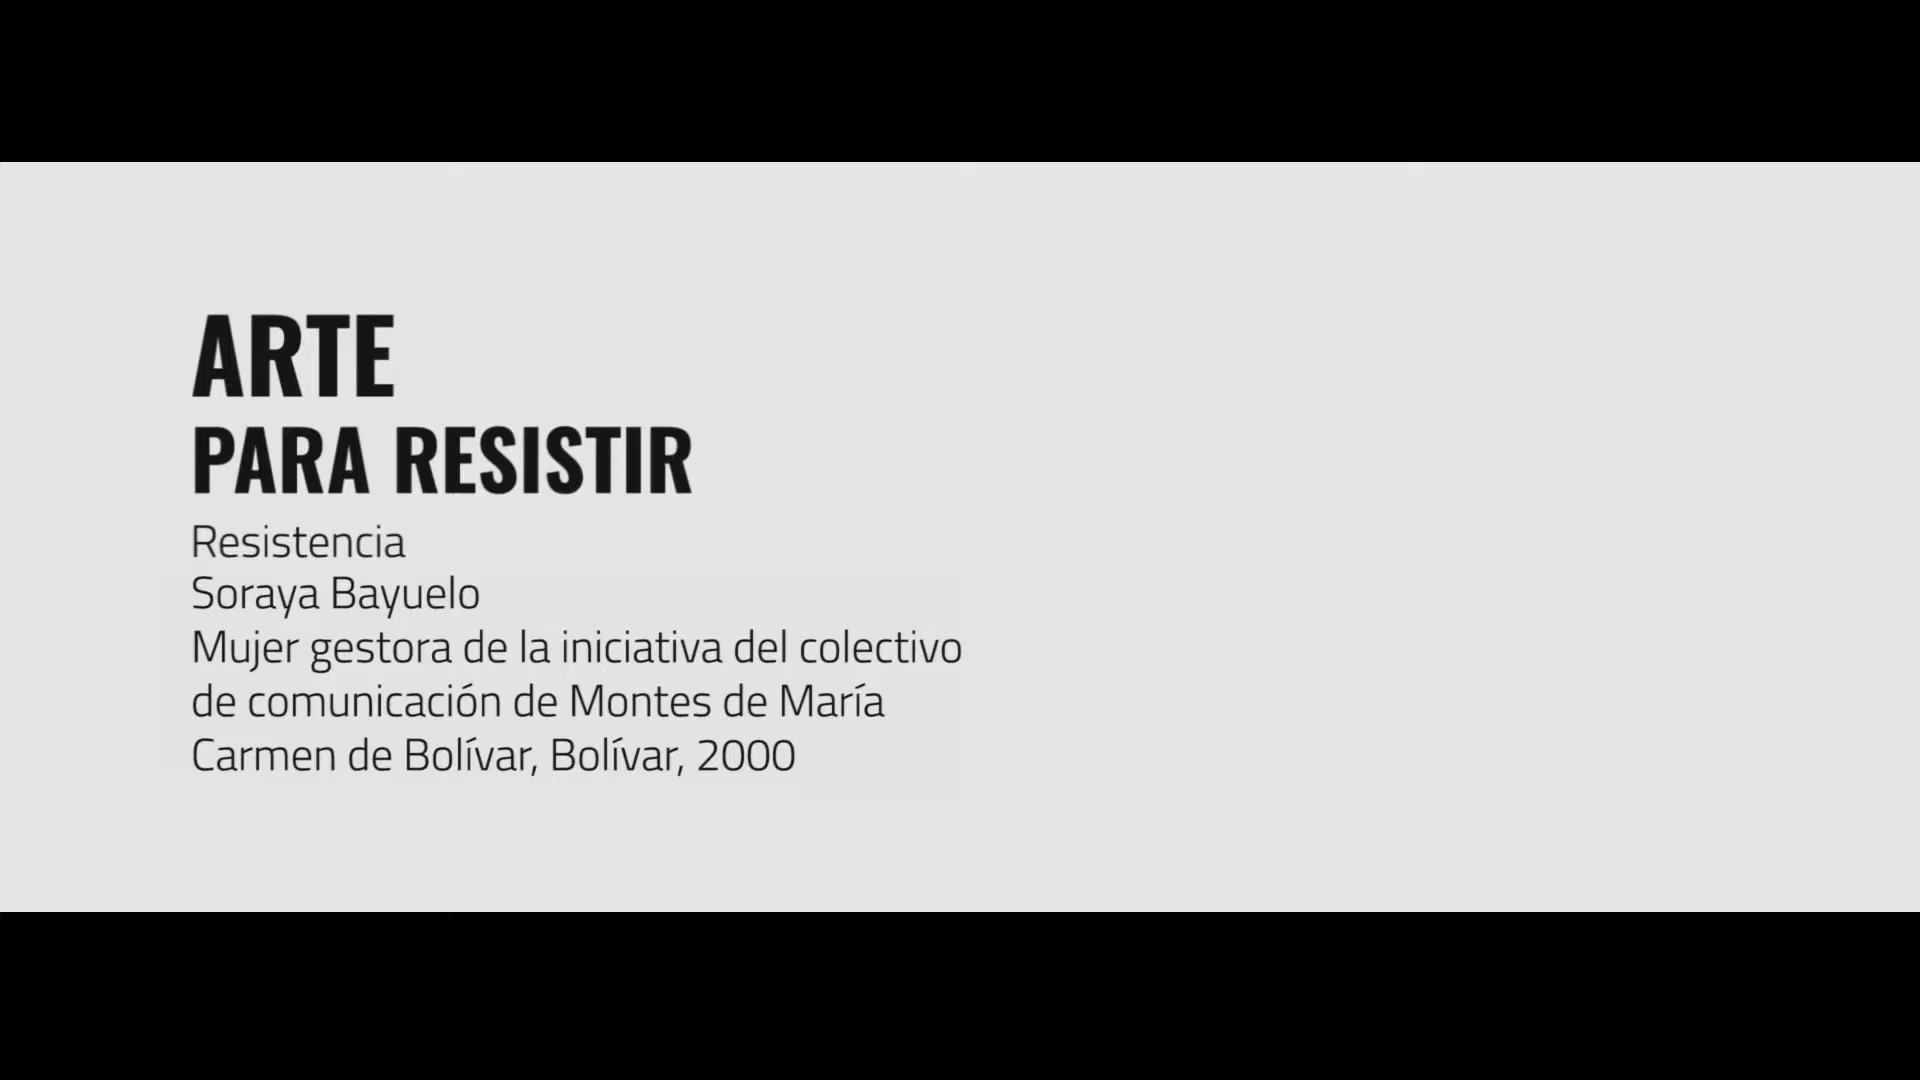 ARTE
PARA RESISTIR
Resistencia
Soraya Bayuelo
Mujer gestora de la iniciativa del colectivo
de comunicación de Montes de María
Carmen de Bolívar, Bolívar, 2000